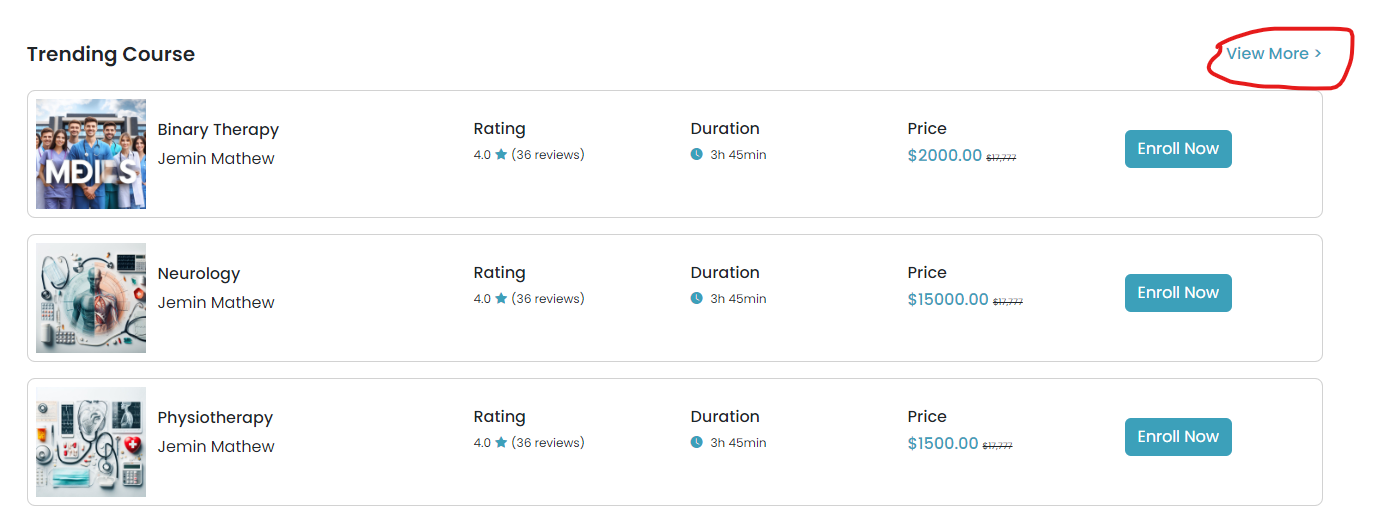 Trending Course
View More >
MÐIES
Binary Therapy
Jemin Mathew
Rating
4.0 (36 reviews)
Duration
3h 45min
Price
$2000.00 $17,777
Enroll Now
Neurology
Jemin Mathew
Rating
4.0 (36 reviews)
Duration
3h 45min
Price
$15000.00 $17,777
Enroll Now
Physiotherapy
Jemin Mathew
Rating
4.0 (36 reviews)
Duration
3h 45min
Price
$1500.00 $17,777
Enroll Now